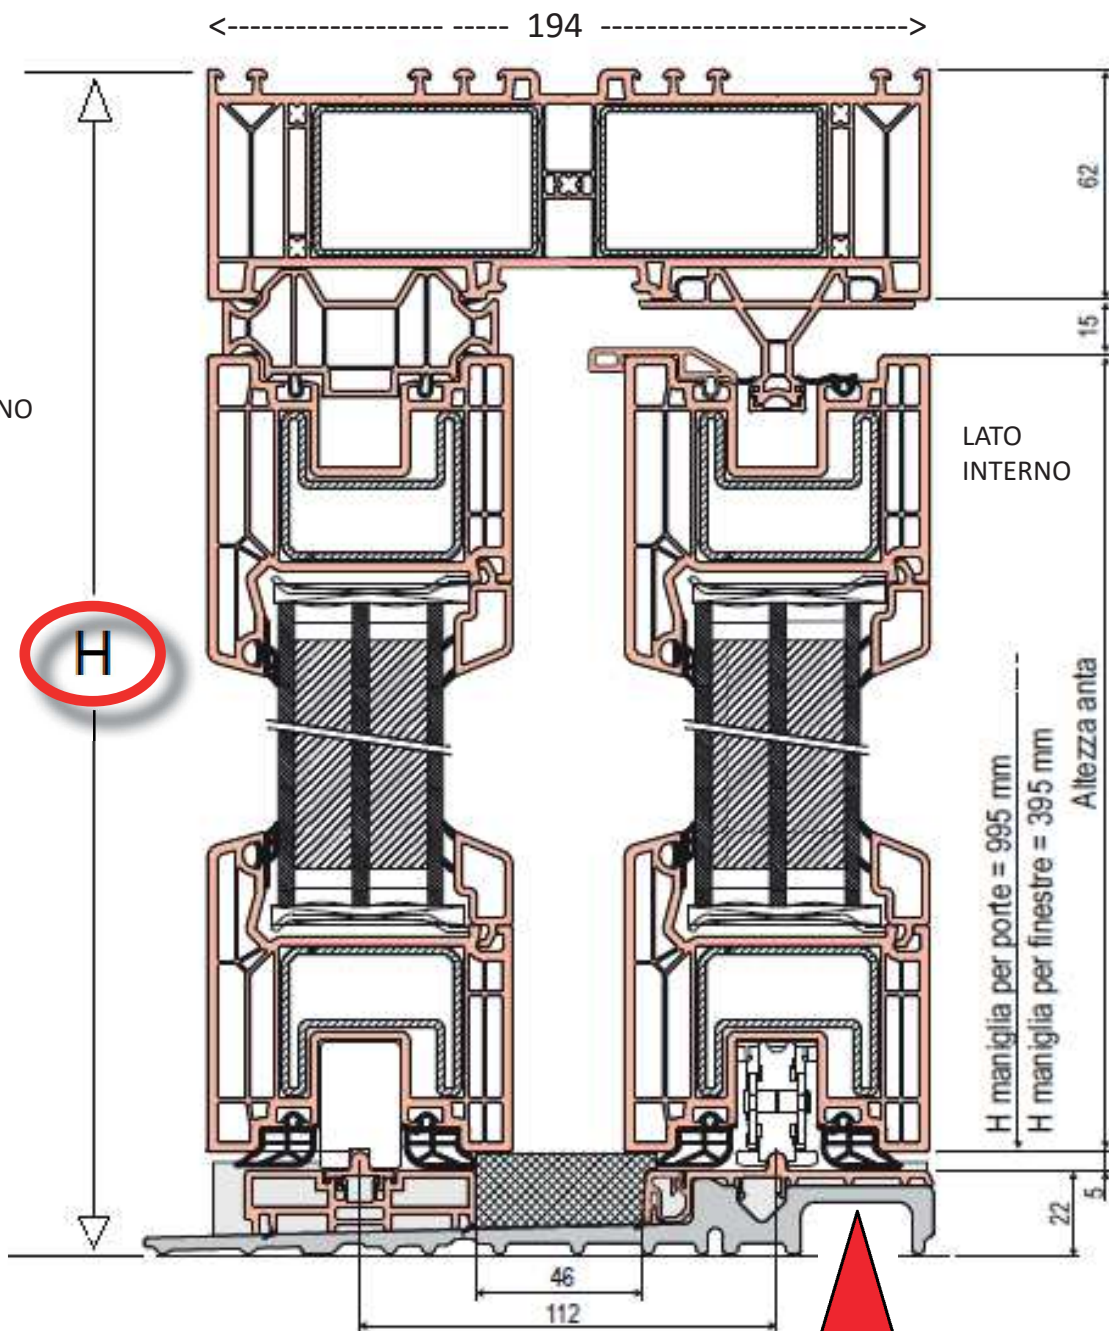 194
62
15
NO
LATO
INTERNO
H
Altezza anta
H maniglia per porte = 995 mm
H maniglia per finestre = 395 mm
5
22
46
112